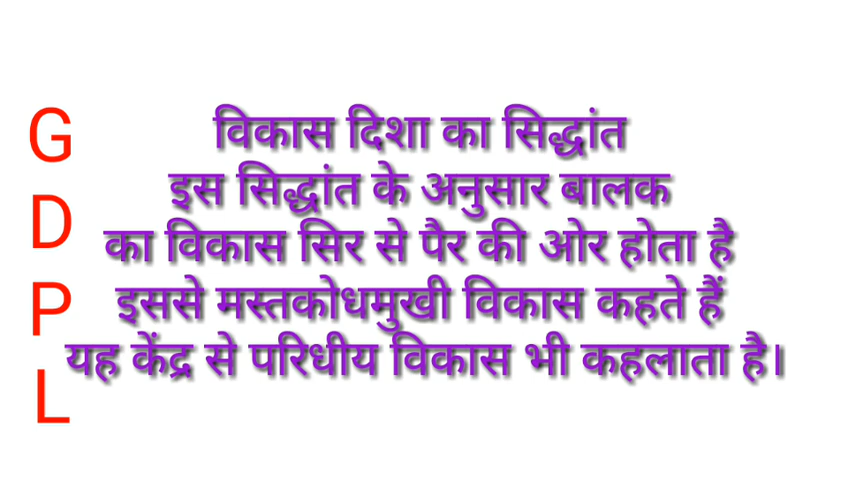 G
D
P
L
विकास दिशा का सिद्धांत
इस सिद्धांत के अनुसार बालक
का विकास सिर से पैर की ओर होता है
इससे मस्तकोधमुखी विकास कहते हैं
यह केंद्र से परिधीय विकास भी कहलाता है।